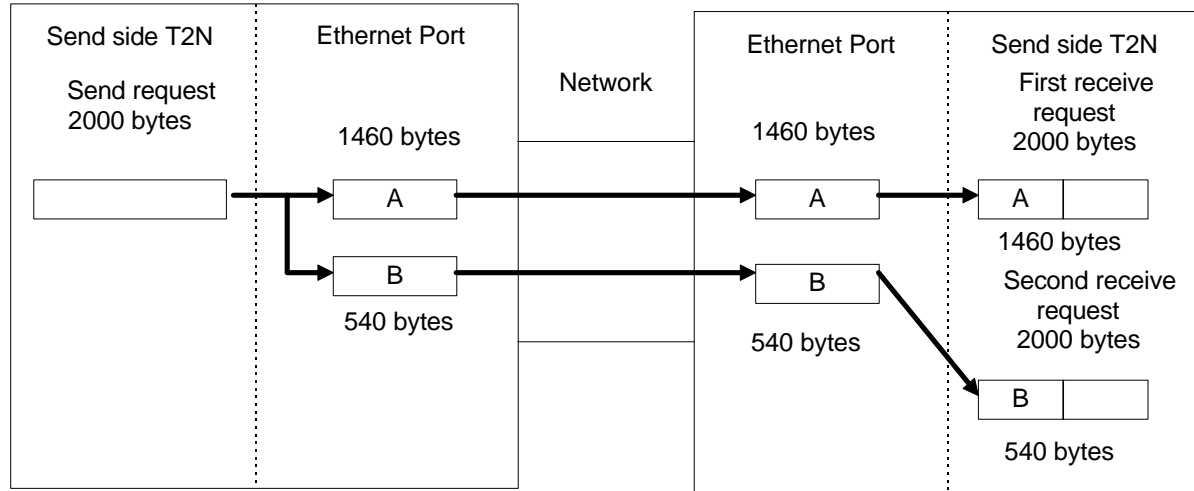 Send side T2N
Send request
2000 bytes
Ethernet Port
1460 bytes
A
B
540 bytes
Network
Ethernet Port
1460 bytes
A
B
540 bytes
Send side T2N
First receive
request
2000 bytes
A
1460 bytes
Second receive
request
2000 bytes
B
540 bytes